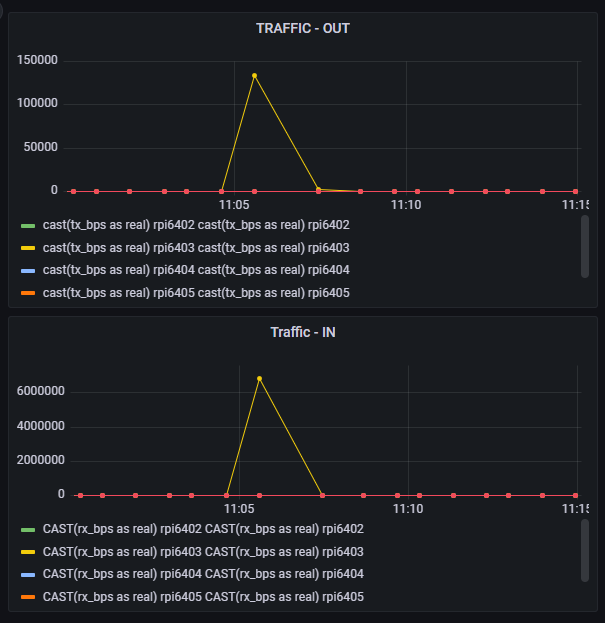 TRAFFIC - OUT
150000
100000
50000
0
11:05 11:10 11:15
cast(tx_bps as real) rpi6402 cast(tx_bps as real) rpi6402
cast(tx_bps as real) rpi6403 cast(tx_bps as real) rpi6403
cast(tx_bps as real) rpi6404 cast(tx_bps as real) rpi6404
cast(tx_bps as real) rpi6405 cast(tx_bps as real) rpi6405
Traffic - IN
6000000
4000000
2000000
0
11:05 11:10 11:15
CAST(rx_bps as real) rpi6402 CAST(rx_bps as real) rpi6402
CAST(rx_bps as real) rpi6403 CAST(rx_bps as real) rpi6403
CAST(rx_bps as real) rpi6404 CAST(rx_bps as real) rpi6404
CAST(rx_bps as real) rpi6405 CAST(rx_bps as real) rpi6405